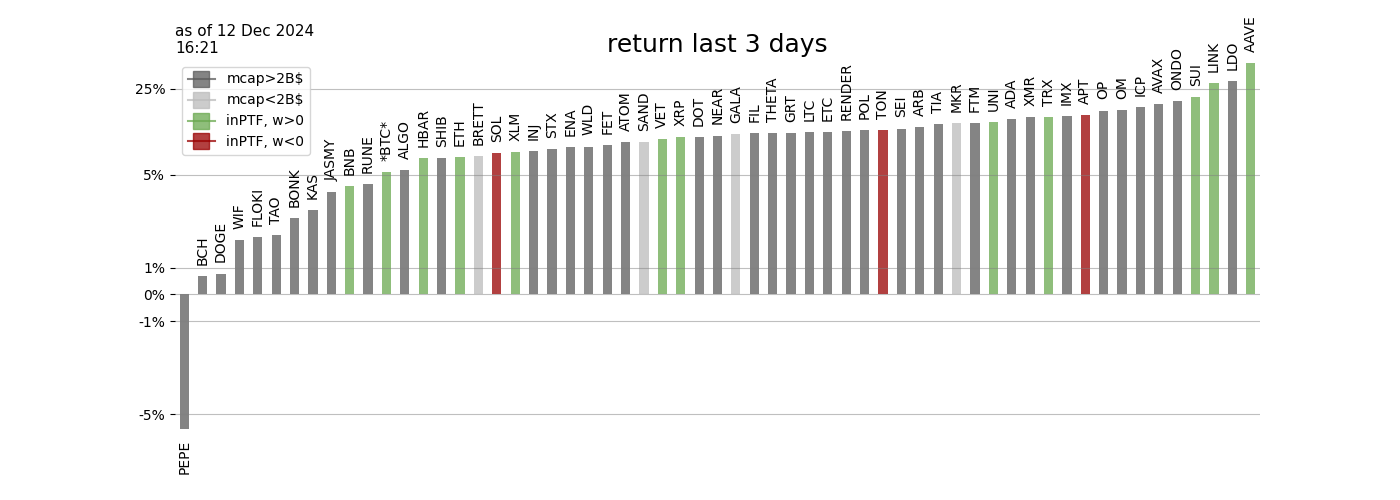 as of 12 Dec 2024
16:21
return last 3 days
mcap>2B$
mcap<2B$
inPTF, w>0
inPTF, w<0
25%
5%
1%
0%
-1%
-5%
PEPE
BCH
DOGE
WIF
FLOKI
TAO
BONK
KAS
JASMY
BNB
RUNE
*BTC*
ALGO
HBAR
SHIB
ETH
BRETT
SOL
XLM
INJ
STX
ENA
WLD
FET
ATOM
SAND
VET
XRP
DOT
NEAR
GALA
FIL
THETA
GRT
LTC
ETC
RENDER
POL
TON
SEI
ARB
TIA
MKR
FTM
UNI
ADA
XMR
TRX
IMX
APT
OP
OM
ICP
AVAX
ONDO
SUI
LINK
LDO
AAVE